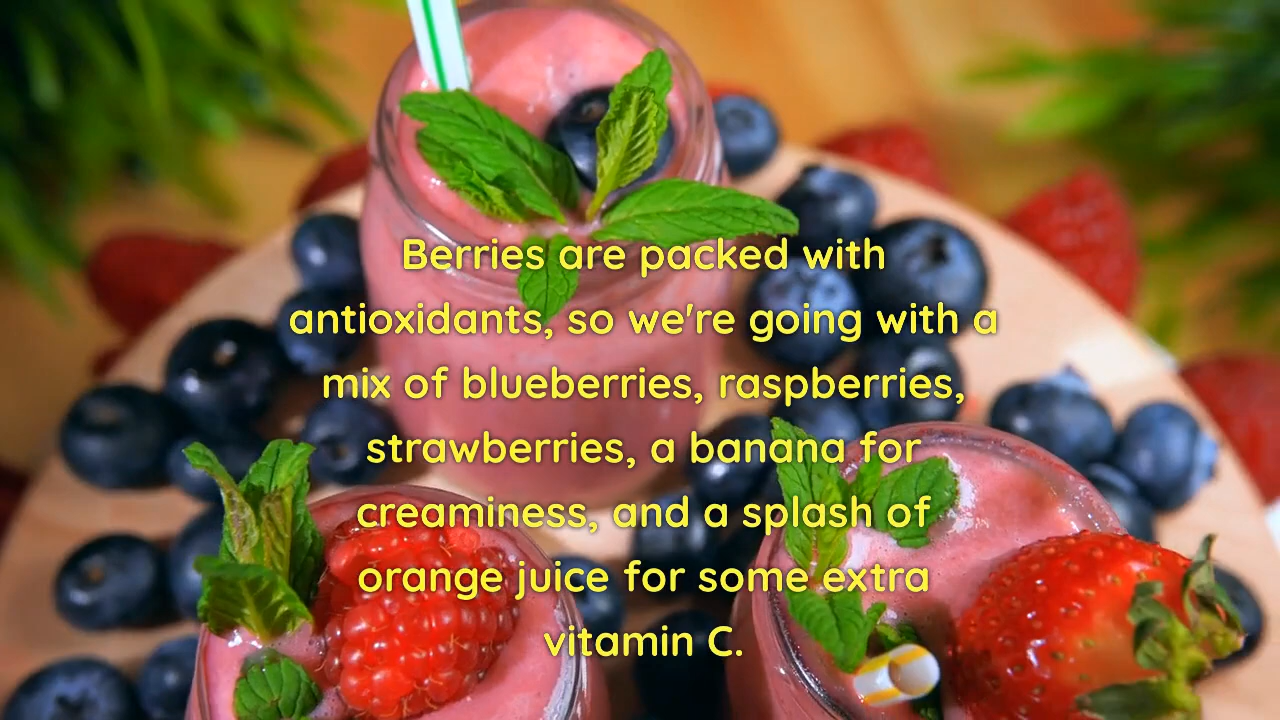 Berries are packed with
antioxidants, so we're going with a
mix of blueberries, raspberries,
strawberries, a banana for
creaminess, and a splash of
orange juice for some extra
vitamin C.